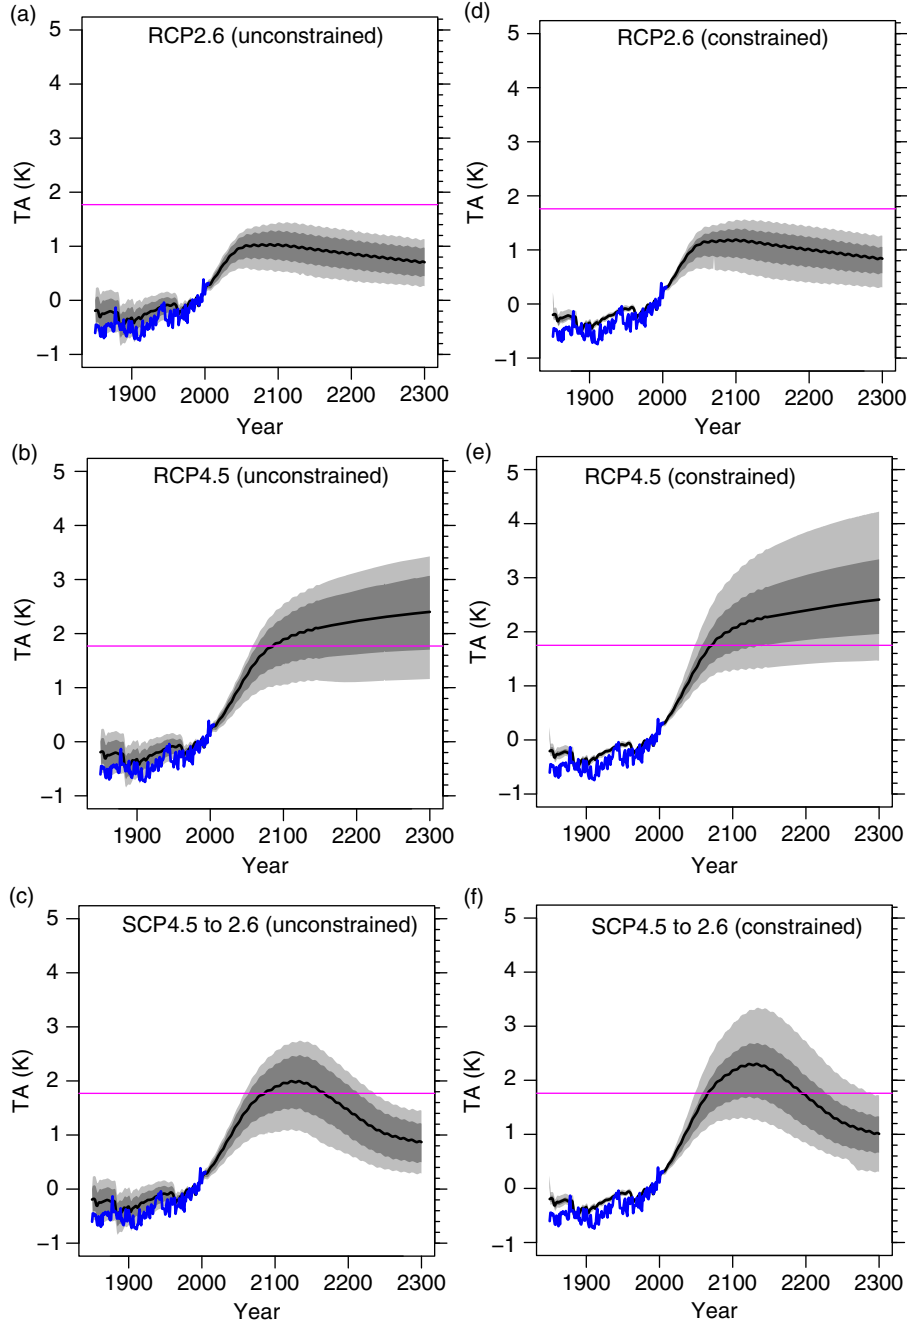 (a)
RCP2.6 (unconstrained)
TA (K)
5
4
3
2
1
0
−1
1900 2000 2100 2200 2300
Year
(d)
RCP2.6 (constrained)
TA (K)
5
4
3
2
1
0
−1
1900 2000 2100 2200 2300
Year
(b)
RCP4.5 (unconstrained)
TA (K)
5
4
3
2
1
0
−1
1900 2000 2100 2200 2300
Year
(e)
RCP4.5 (constrained)
TA (K)
5
4
3
2
1
0
−1
1900 2000 2100 2200 2300
Year
(c)
SCP4.5 to 2.6 (unconstrained)
TA (K)
5
4
3
2
1
0
−1
1900 2000 2100 2200 2300
Year
(f)
SCP4.5 to 2.6 (constrained)
TA (K)
5
4
3
2
1
0
−1
1900 2000 2100 2200 2300
Year